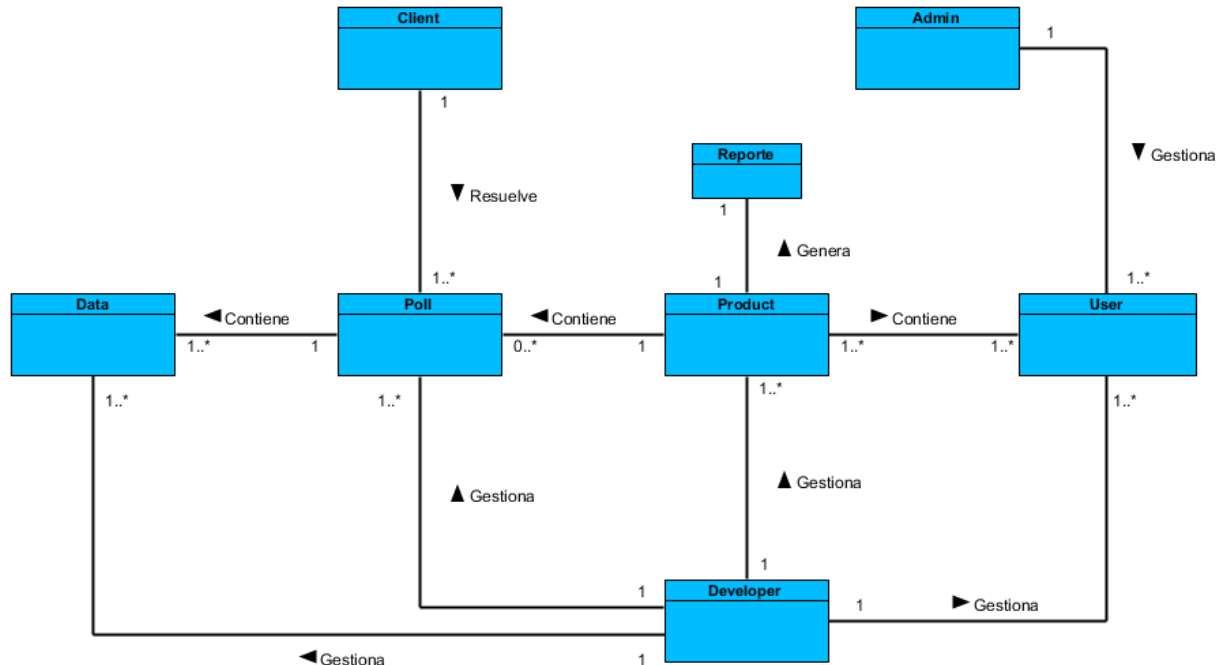 Client
Admin
1
1
Reporte
Gestiona
Resuelve
1
Genera
1..*
1
1..*
Data
Poll
Product
User
Contiene
Contiene
Contiene
1..*
1
0..*
1
1..*
1..*
1..*
1..*
1..*
1..*
Gestiona
Gestiona
1
Developer
1
1
Gestiona
Gestiona
1